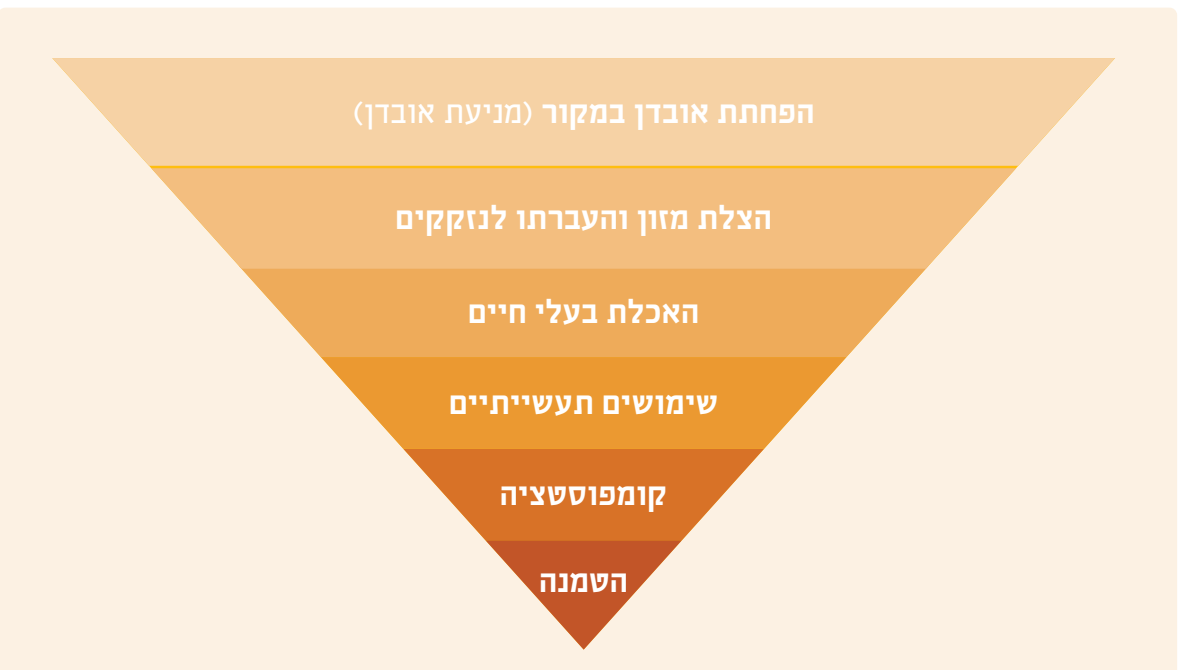 הפחתת אובדן במקור (מניעת אובדן)
הצלת מזון והעברתו לנזקקים
האכלת בעלי חיים
שימושים תעשייתיים
קומפוסטציה
הטמנה